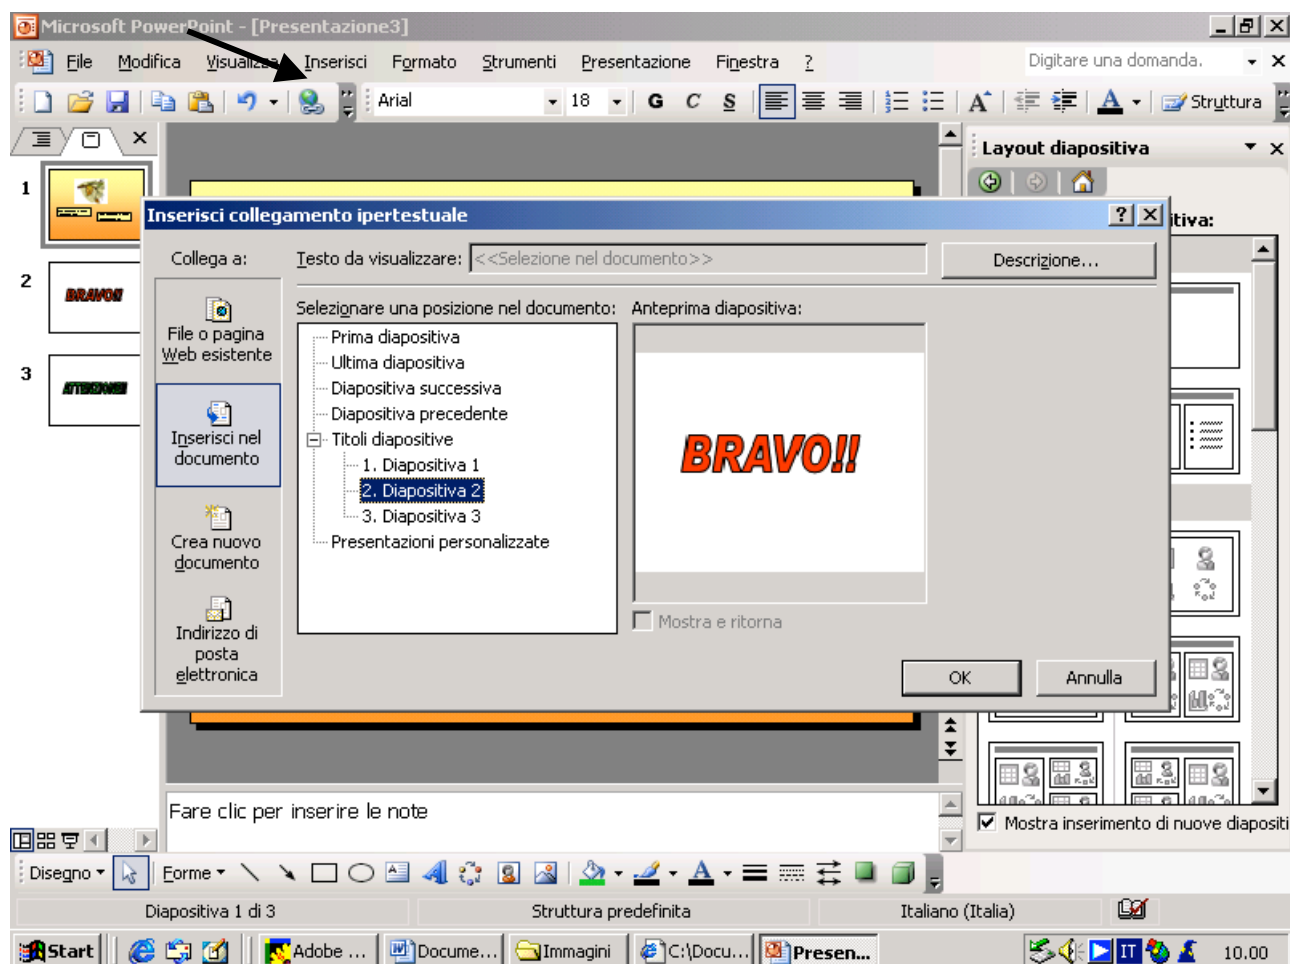 Microsoft PowerPoint - [Presentazione3]
File Modifica Visualizza Inserisci Formato Strumenti Presentazione Finestra ? Digitare una domanda.
Arial 18 G C S A A Struttura
Layout diapositiva
1
Inserisci collegamento ipertestuale
itiva:
Collega a: Testo da visualizzare: <<Selezione nel documento>> Descrizione...
2 BRAVO!!
Selezionare una posizione nel documento: Anteprima diapositiva:
File o pagina
Web esistente
Prima diapositiva
Ultima diapositiva
3 ATTENZIONE!!
Diapositiva successiva
Diapositiva precedente
Inserisci nel
documento
Titoli diapositive
1. Diapositiva 1
2. Diapositiva 2
3. Diapositiva 3
BRAVO!!
Crea nuovo
documento
Presentazioni personalizzate
Mostra e ritorna
Indirizzo di
posta
elettronica
OK Annulla
Fare clic per inserire le note
Mostra inserimento di nuove diapositi
Disegno Forme A
Diapositiva 1 di 3 Struttura predefinita Italiano (Italia)
Start Adobe ... Docume... Immagini C:\Docu... Presen... IT 10.00